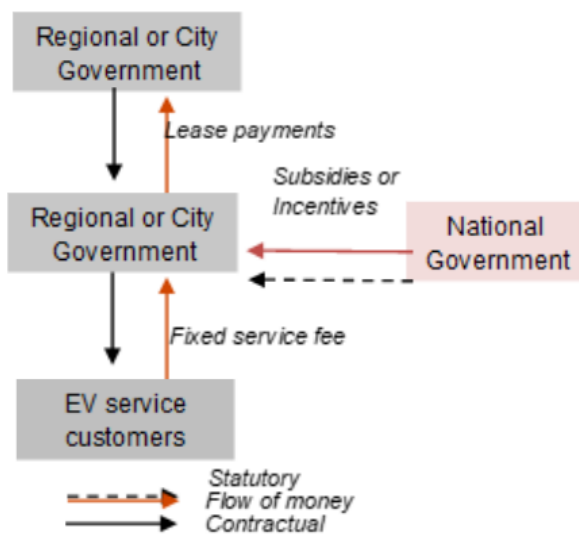 Regional or City
Government
Lease payments
Subsidies or
Incentives
Regional or City
Government
National
Government
Fixed service fee
EV service
customers
Statutory
Flow of money
Contractual